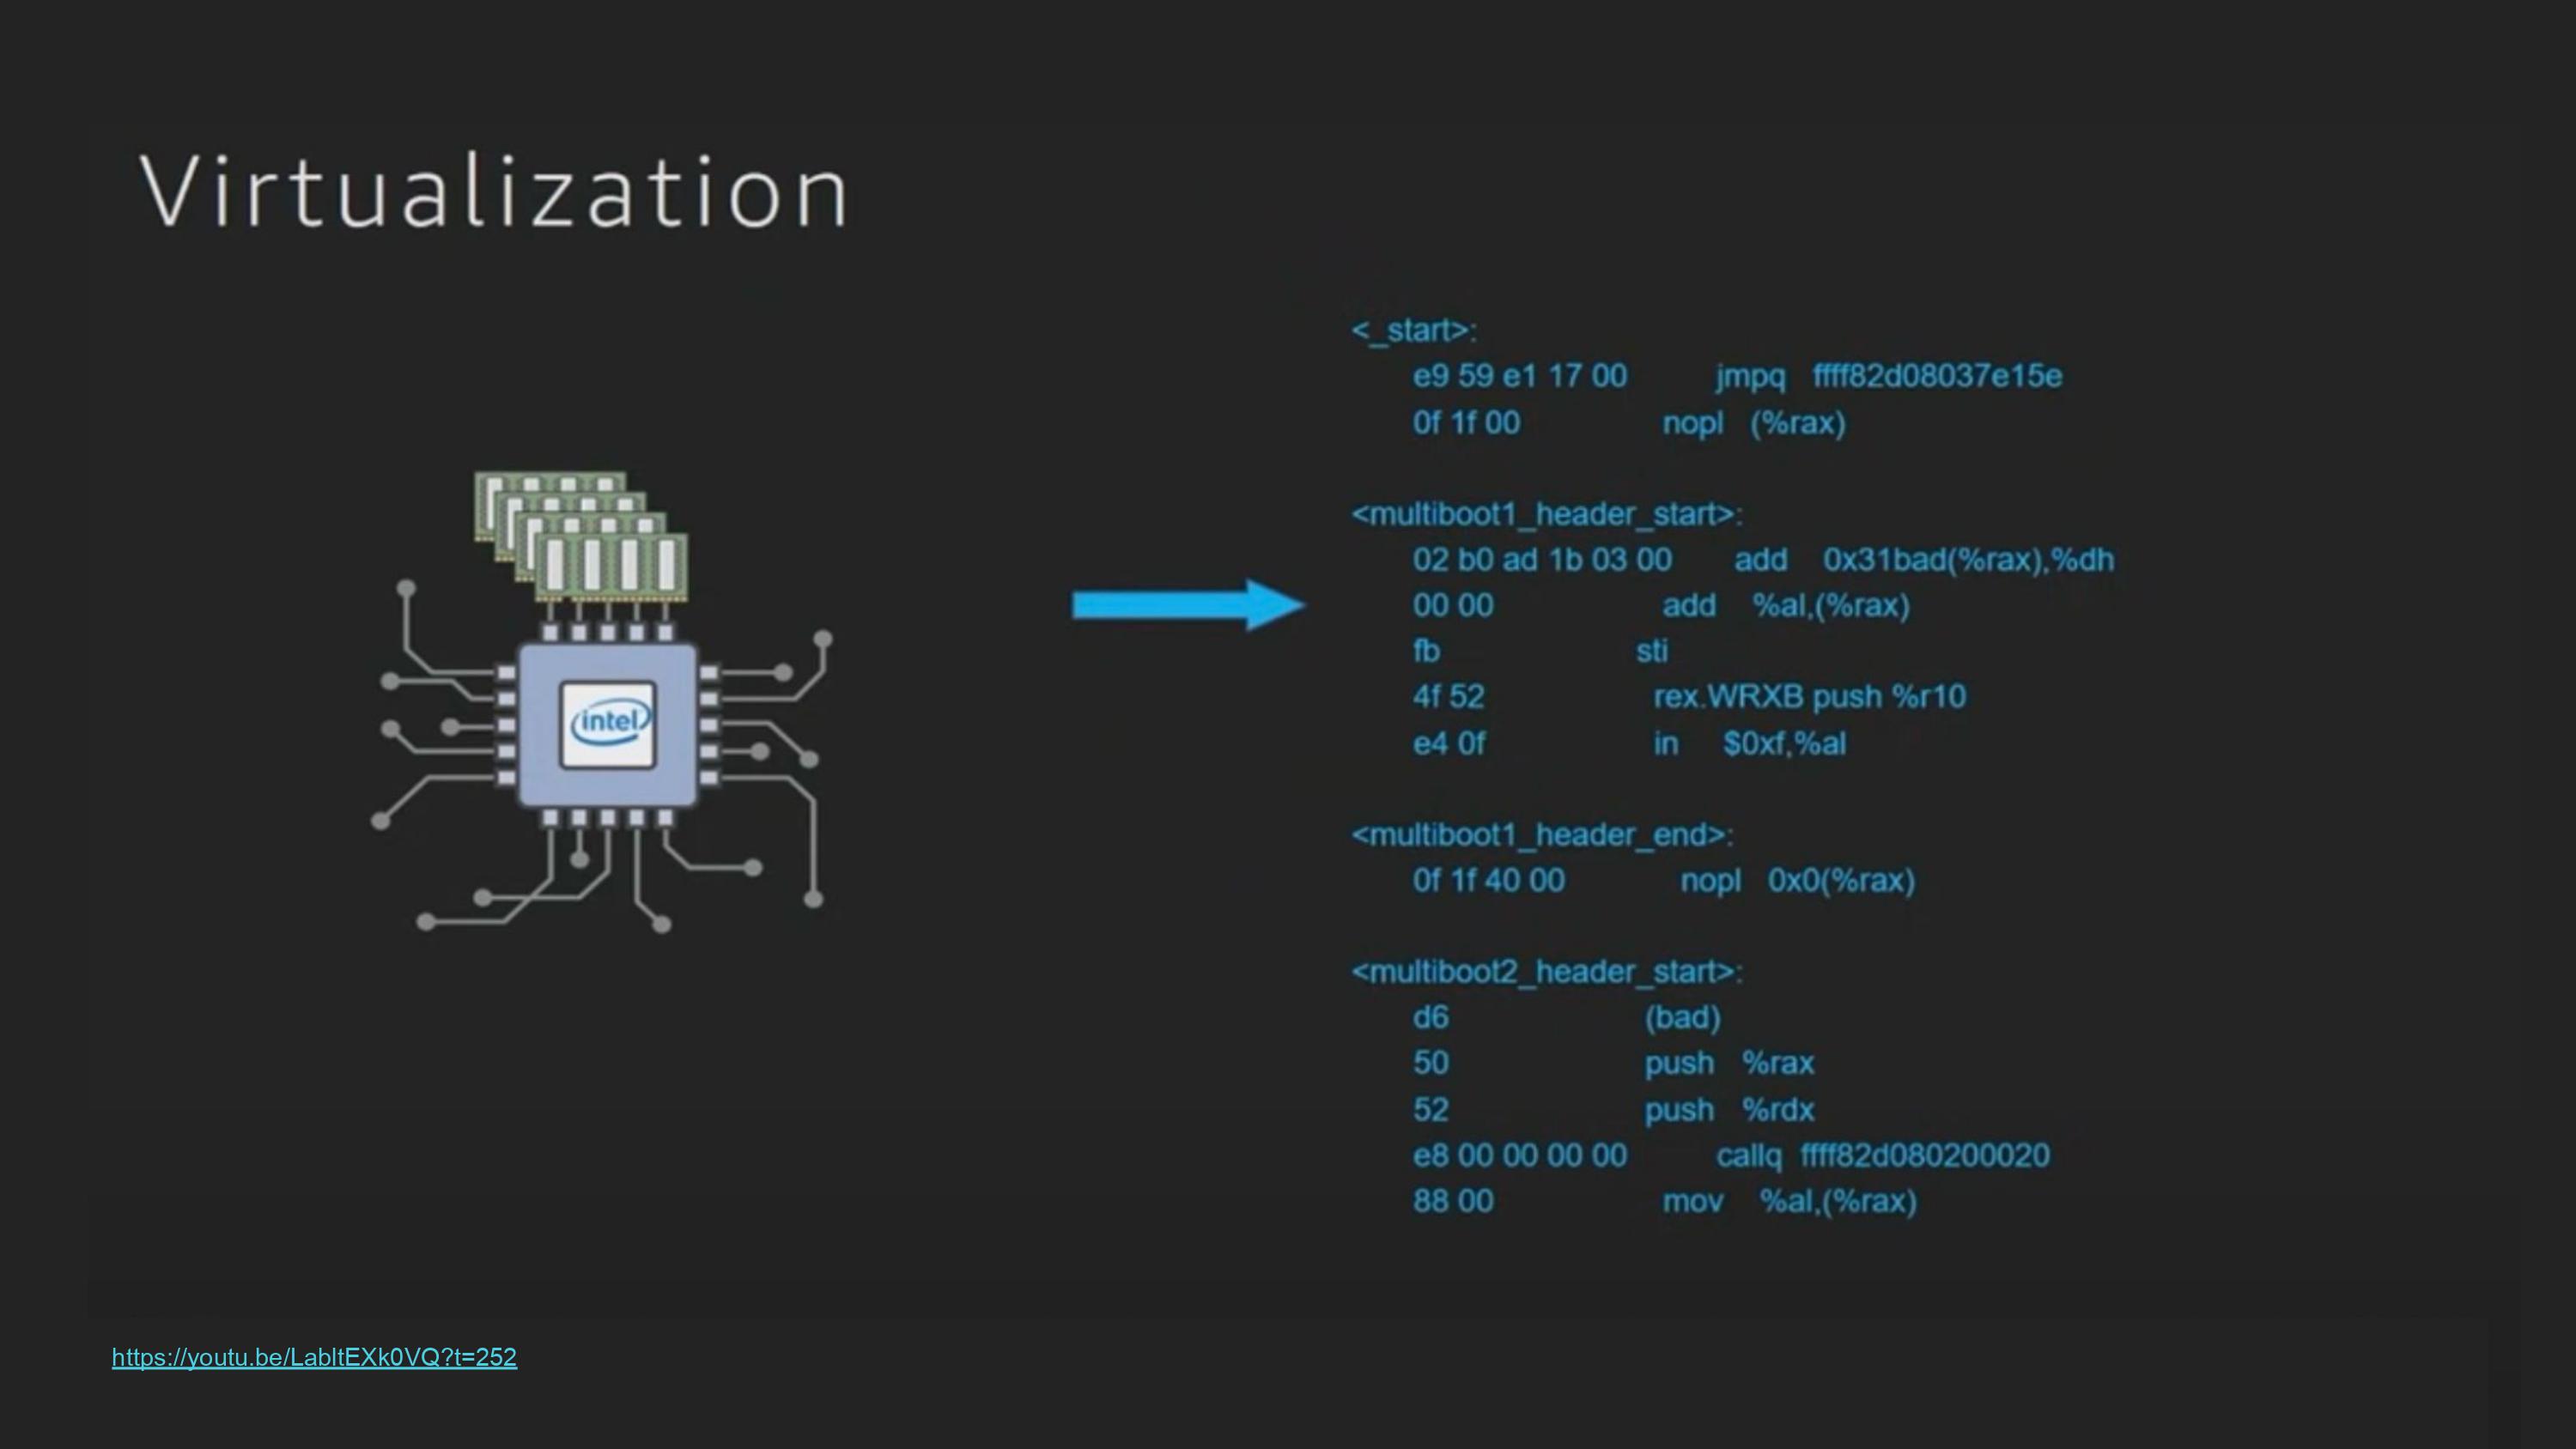 Virtualization
<_start>:
e9 59 e1 17 00 jmpq ffff82d08037e15e
0f 1f 00 nopl (%rax)
<multiboot1_header_start>:
02 b0 ad 1b 03 00 add 0x31bad(%rax),%dh
00 00 add %al,(%rax)
fb sti
4f 52 rex.WRXB push %r10
e4 0f in $0xf,%al
<multiboot1_header_end>:
0f 1f 40 00 nopl 0x0(%rax)
<multiboot2_header_start>:
d6 (bad)
50 push %rax
52 push %rdx
e8 00 00 00 00 callq ffff82d080200020
88 00 mov %al,(%rax)
intel
https://youtu.be/LabltEXk0VQ?t=252